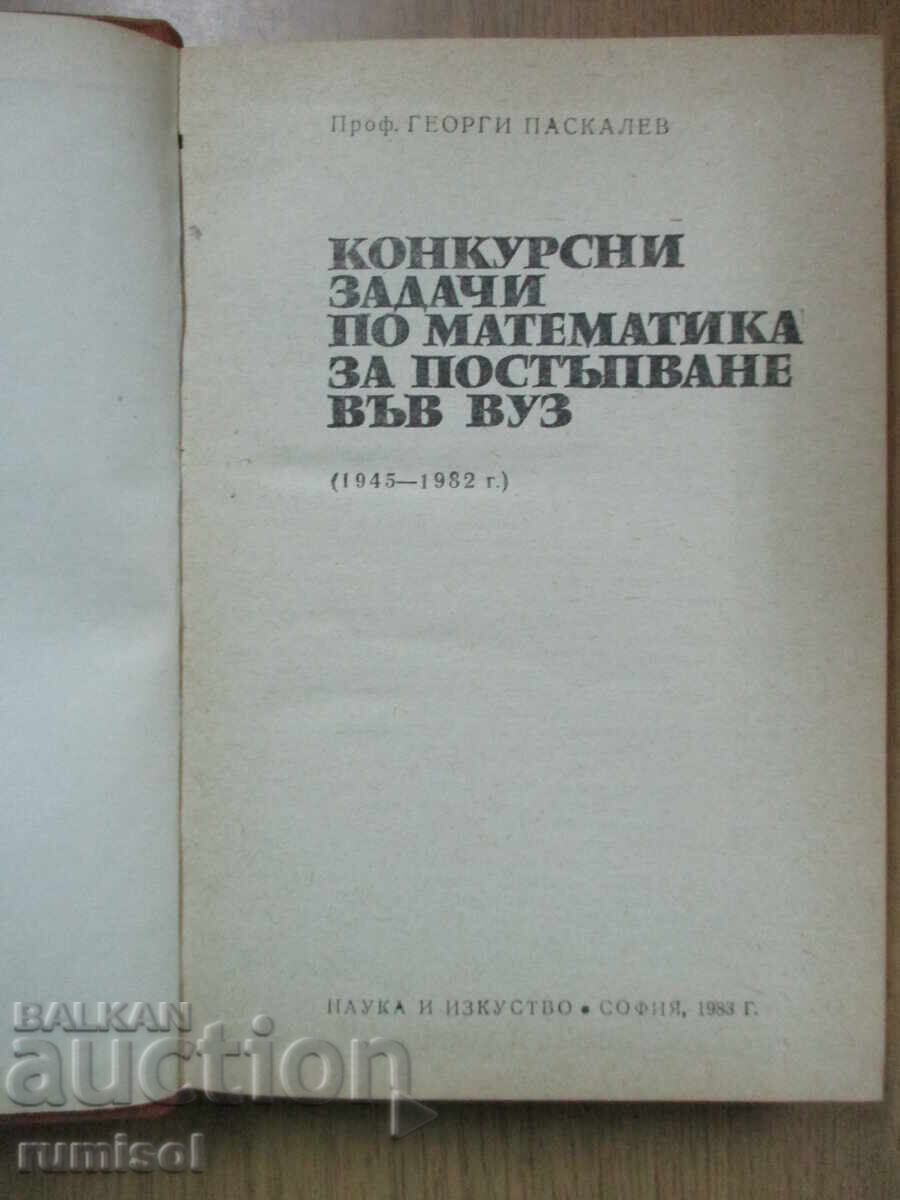 Проф. ГЕОРГИ ПАСКАЛЕВ
КОНКУРСНИ
ЗАДАЧИ
ПО МАТЕМАТИКА
ЗА ПОСТЪПВАНЕ
ВЪВ ВУЗ
(1945—1982 г.)
НАУКА И ИЗКУСТВО • СОФИЯ, 1983 Г.
BALKAN
auction
rumisol